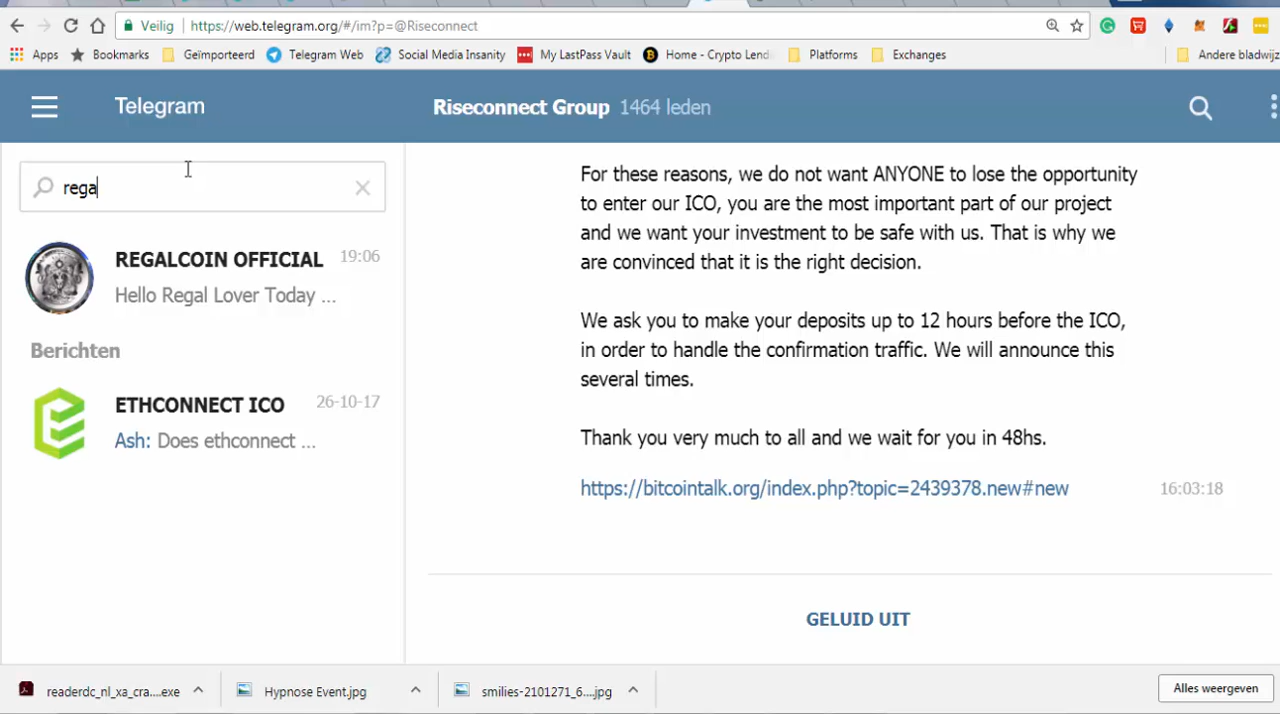 Veilig https://web.telegram.org/#/im?p=@Riseconnect
Apps Bookmarks Geïmporteerd Telegram Web Social Media Insanity My LastPass Vault Home - Crypto Lendi Platforms Exchanges Andere bladwijz
Telegram
Riseconnect Group 1464 leden
rega
REGALCOIN OFFICIAL 19:06
Hello Regal Lover Today ...
Berichten
ETHCONNECT ICO 26-10-17
Ash: Does ethconnect ...
For these reasons, we do not want ANYONE to lose the opportunity
to enter our ICO, you are the most important part of our project
and we want your investment to be safe with us. That is why we
are convinced that it is the right decision.
We ask you to make your deposits up to 12 hours before the ICO,
in order to handle the confirmation traffic. We will announce this
several times.
Thank you very much to all and we wait for you in 48hs.
https://bitcointalk.org/index.php?topic=2439378.new#new 16:03:18
GELUID UIT
readerdc_nl_xa_cra....exe Hypnose Event.jpg smilies-2101271_6....jpg Alles weergeven